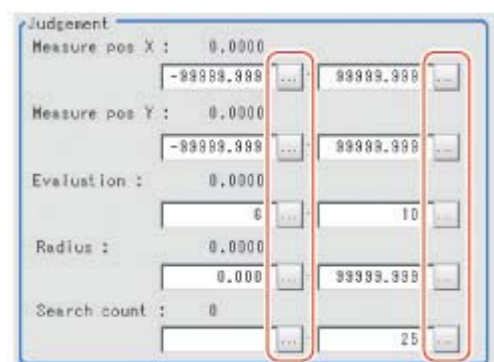 Judgement
Measure pos X : 0.0000
-99999.999 ... - 99999.999 ...
Measure pos Y : 0.0000
-99999.999 ... - 99999.999 ...
Evaluation : 0.0000
6 ... - 10 ...
Radius : 0.0000
0.000 ... - 99999.999 ...
Search count : 0
... - 25 ...